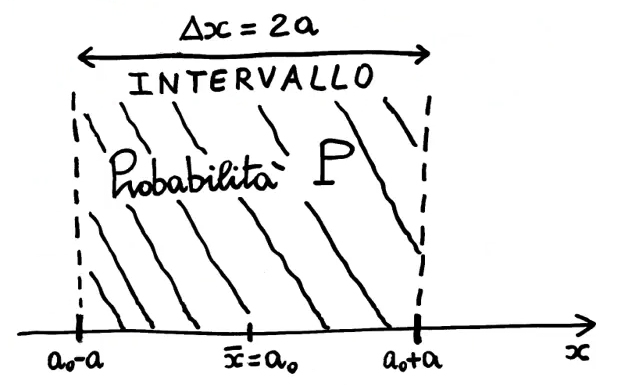 Δx = 2a
INTERVALLO
Probabilità P
a₀-a
x̄=a₀
a₀+a
x